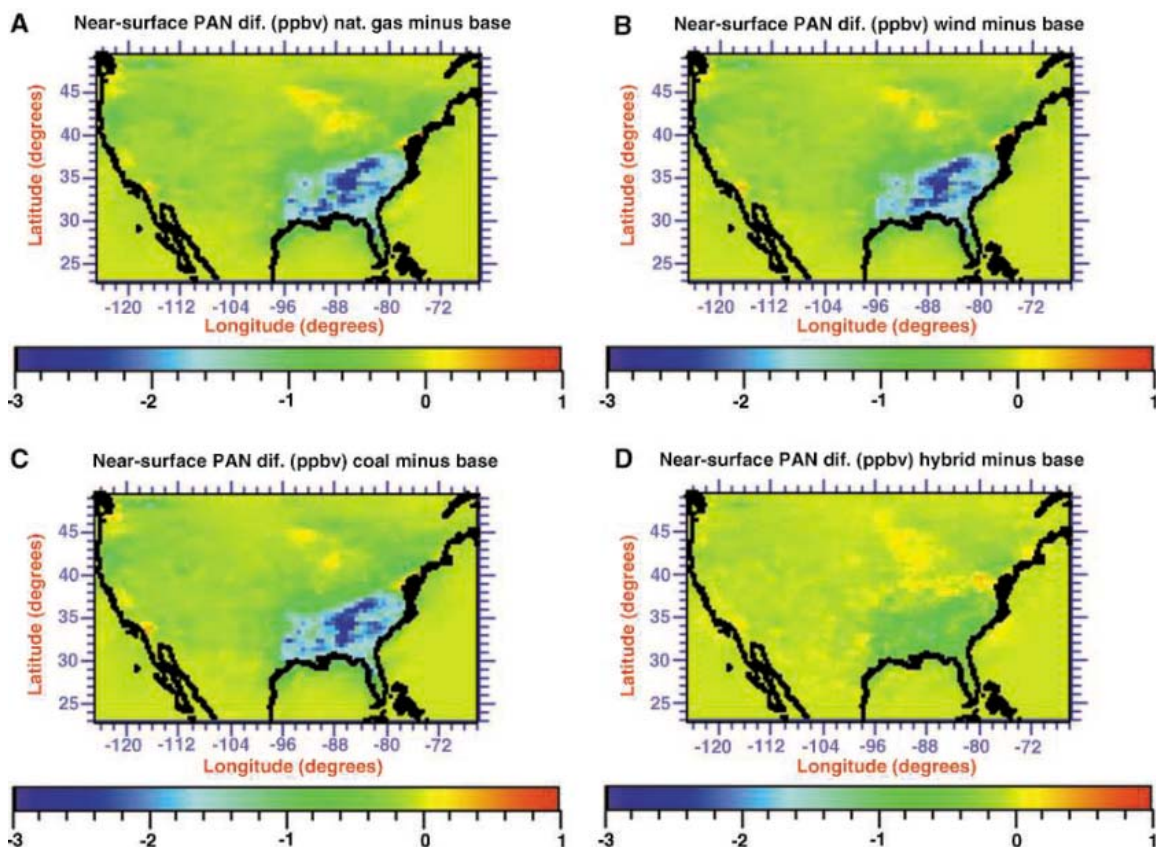 A Near-surface PAN dif. (ppbv) nat. gas minus base
Latitude (degrees)
45
40
35
30
25
-120 -112 -104 -96 -88 -80 -72
Longitude (degrees)
-3 -2 -1 0 1
B Near-surface PAN dif. (ppbv) wind minus base
Latitude (degrees)
45
40
35
30
25
-120 -112 -104 -96 -88 -80 -72
Longitude (degrees)
-3 -2 -1 0 1
C Near-surface PAN dif. (ppbv) coal minus base
Latitude (degrees)
45
40
35
30
25
-120 -112 -104 -96 -88 -80 -72
Longitude (degrees)
-3 -2 -1 0 1
D Near-surface PAN dif. (ppbv) hybrid minus base
Latitude (degrees)
45
40
35
30
25
-120 -112 -104 -96 -88 -80 -72
Longitude (degrees)
-3 -2 -1 0 1